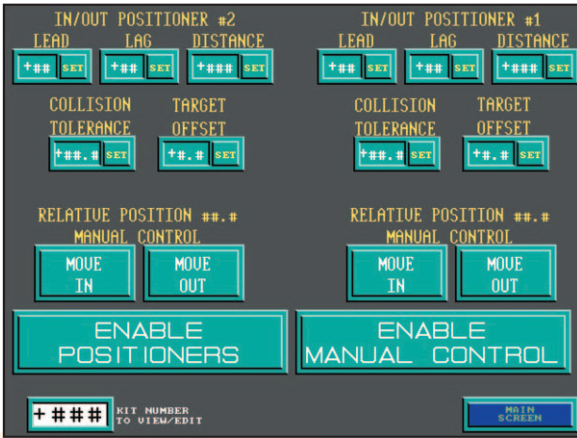 IN/OUT POSITIONER #2
LEAD LAG DISTANCE
+## SET +## SET +### SET
COLLISION TARGET
TOLERANCE OFFSET
+##.# SET +#.# SET
RELATIVE POSITION ##.#
MANUAL CONTROL
MOVE MOVE
IN OUT
IN/OUT POSITIONER #1
LEAD LAG DISTANCE
+## SET +## SET +### SET
COLLISION TARGET
TOLERANCE OFFSET
+##.# SET +#.# SET
RELATIVE POSITION ##.#
MANUAL CONTROL
MOVE MOVE
IN OUT
ENABLE
POSITIONERS
ENABLE
MANUAL CONTROL
+###
KIT NUMBER
TO VIEW/EDIT
MAIN
SCREEN